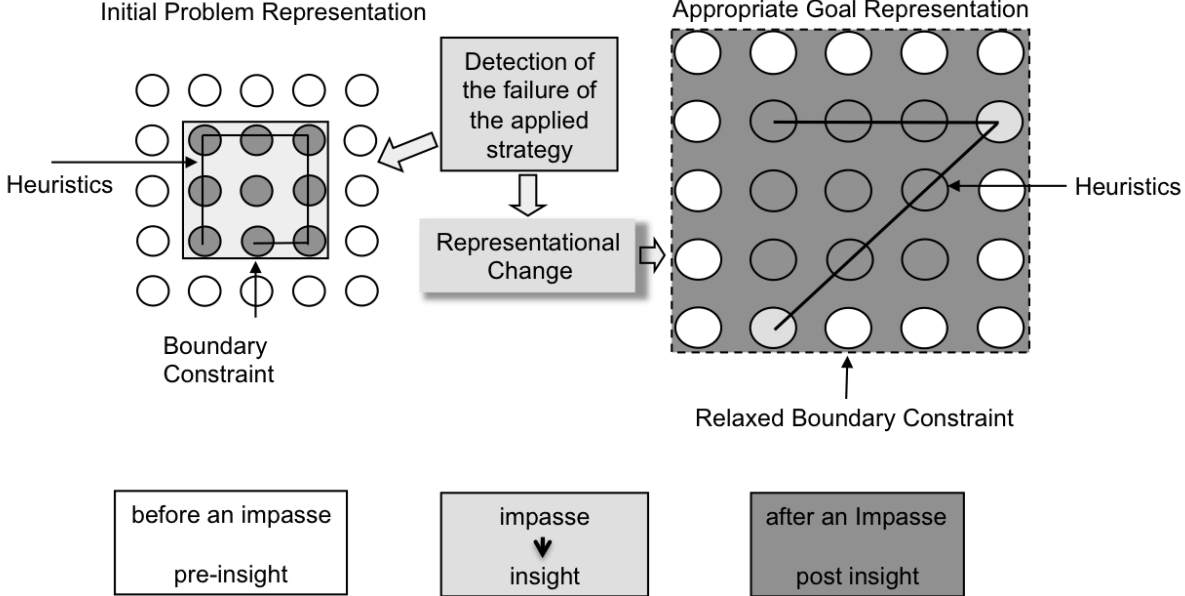 Initial Problem Representation
Appropriate Goal Representation
Detection of
the failure of
the applied
strategy
Heuristics
Heuristics
Representational
Change
Boundary
Constraint
Relaxed Boundary Constraint
before an impasse
pre-insight
impasse
insight
after an Impasse
post insight